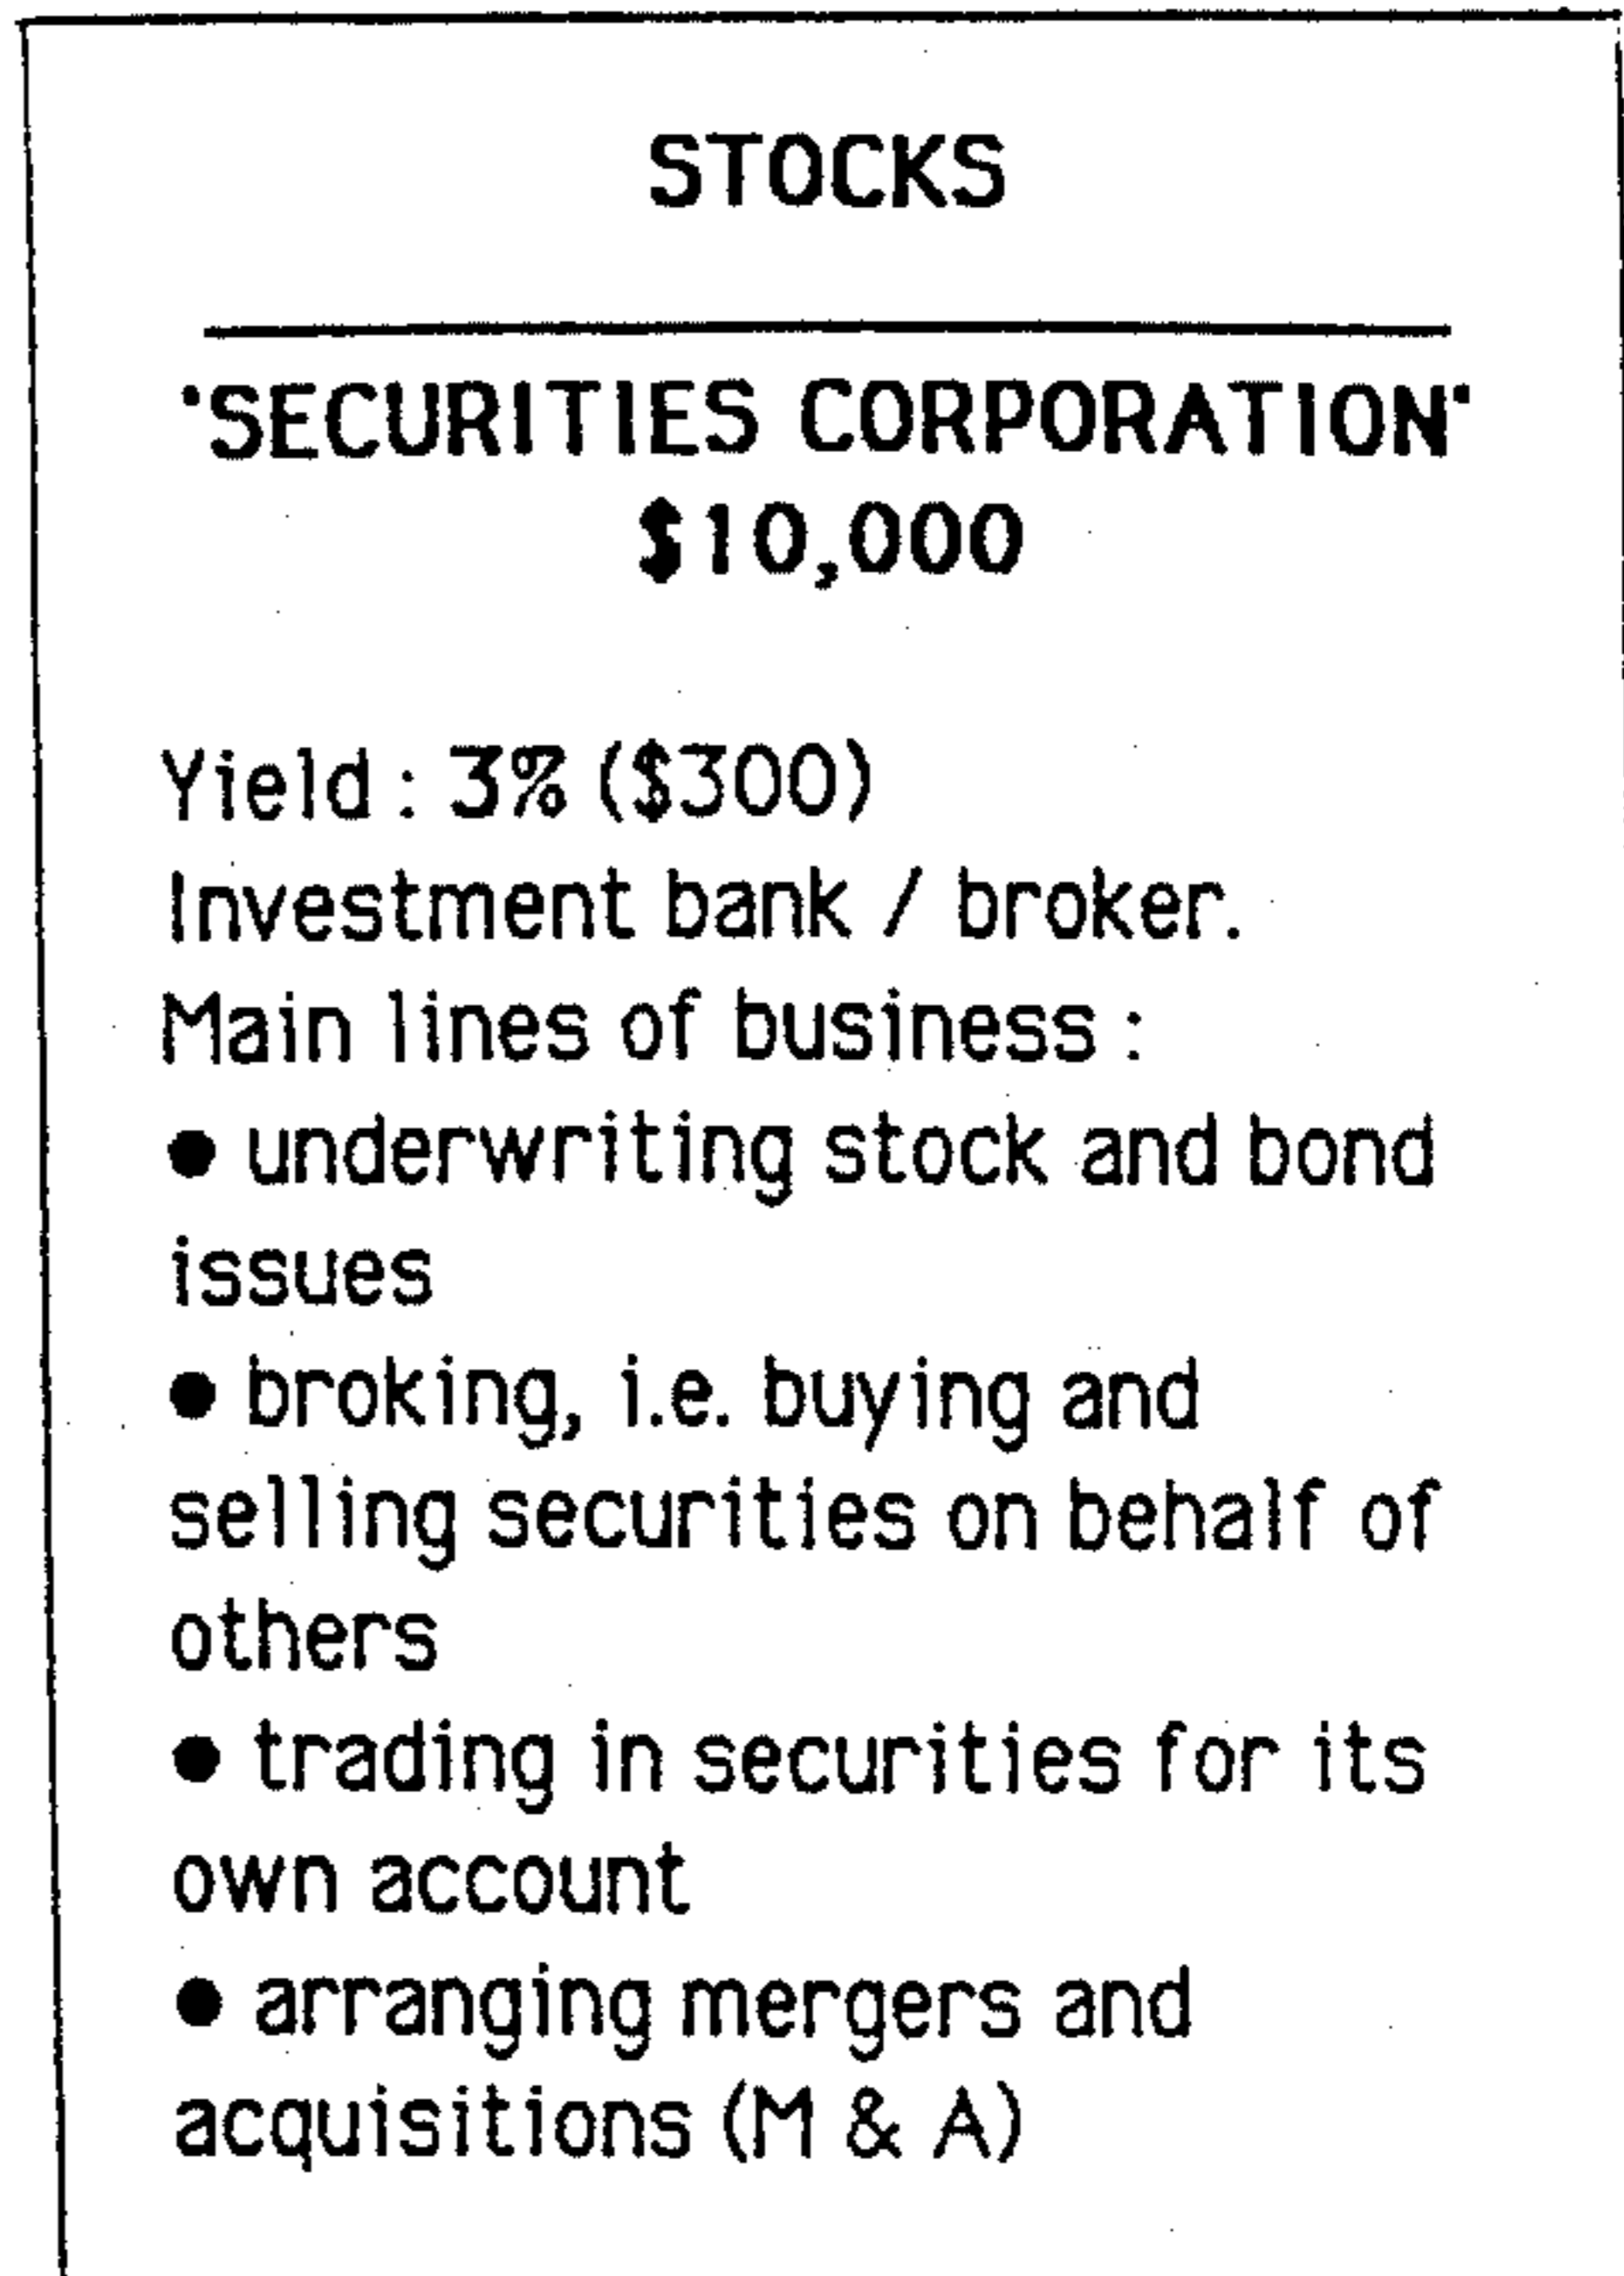 STOCKS
"SECURITIES CORPORATION"
$10,000
Yield : 3% ($300)
Investment bank / broker.
Main lines of business :
● underwriting stock and bond
issues
● broking, i.e. buying and
selling securities on behalf of
others
● trading in securities for its
own account
● arranging mergers and
acquisitions (M & A)